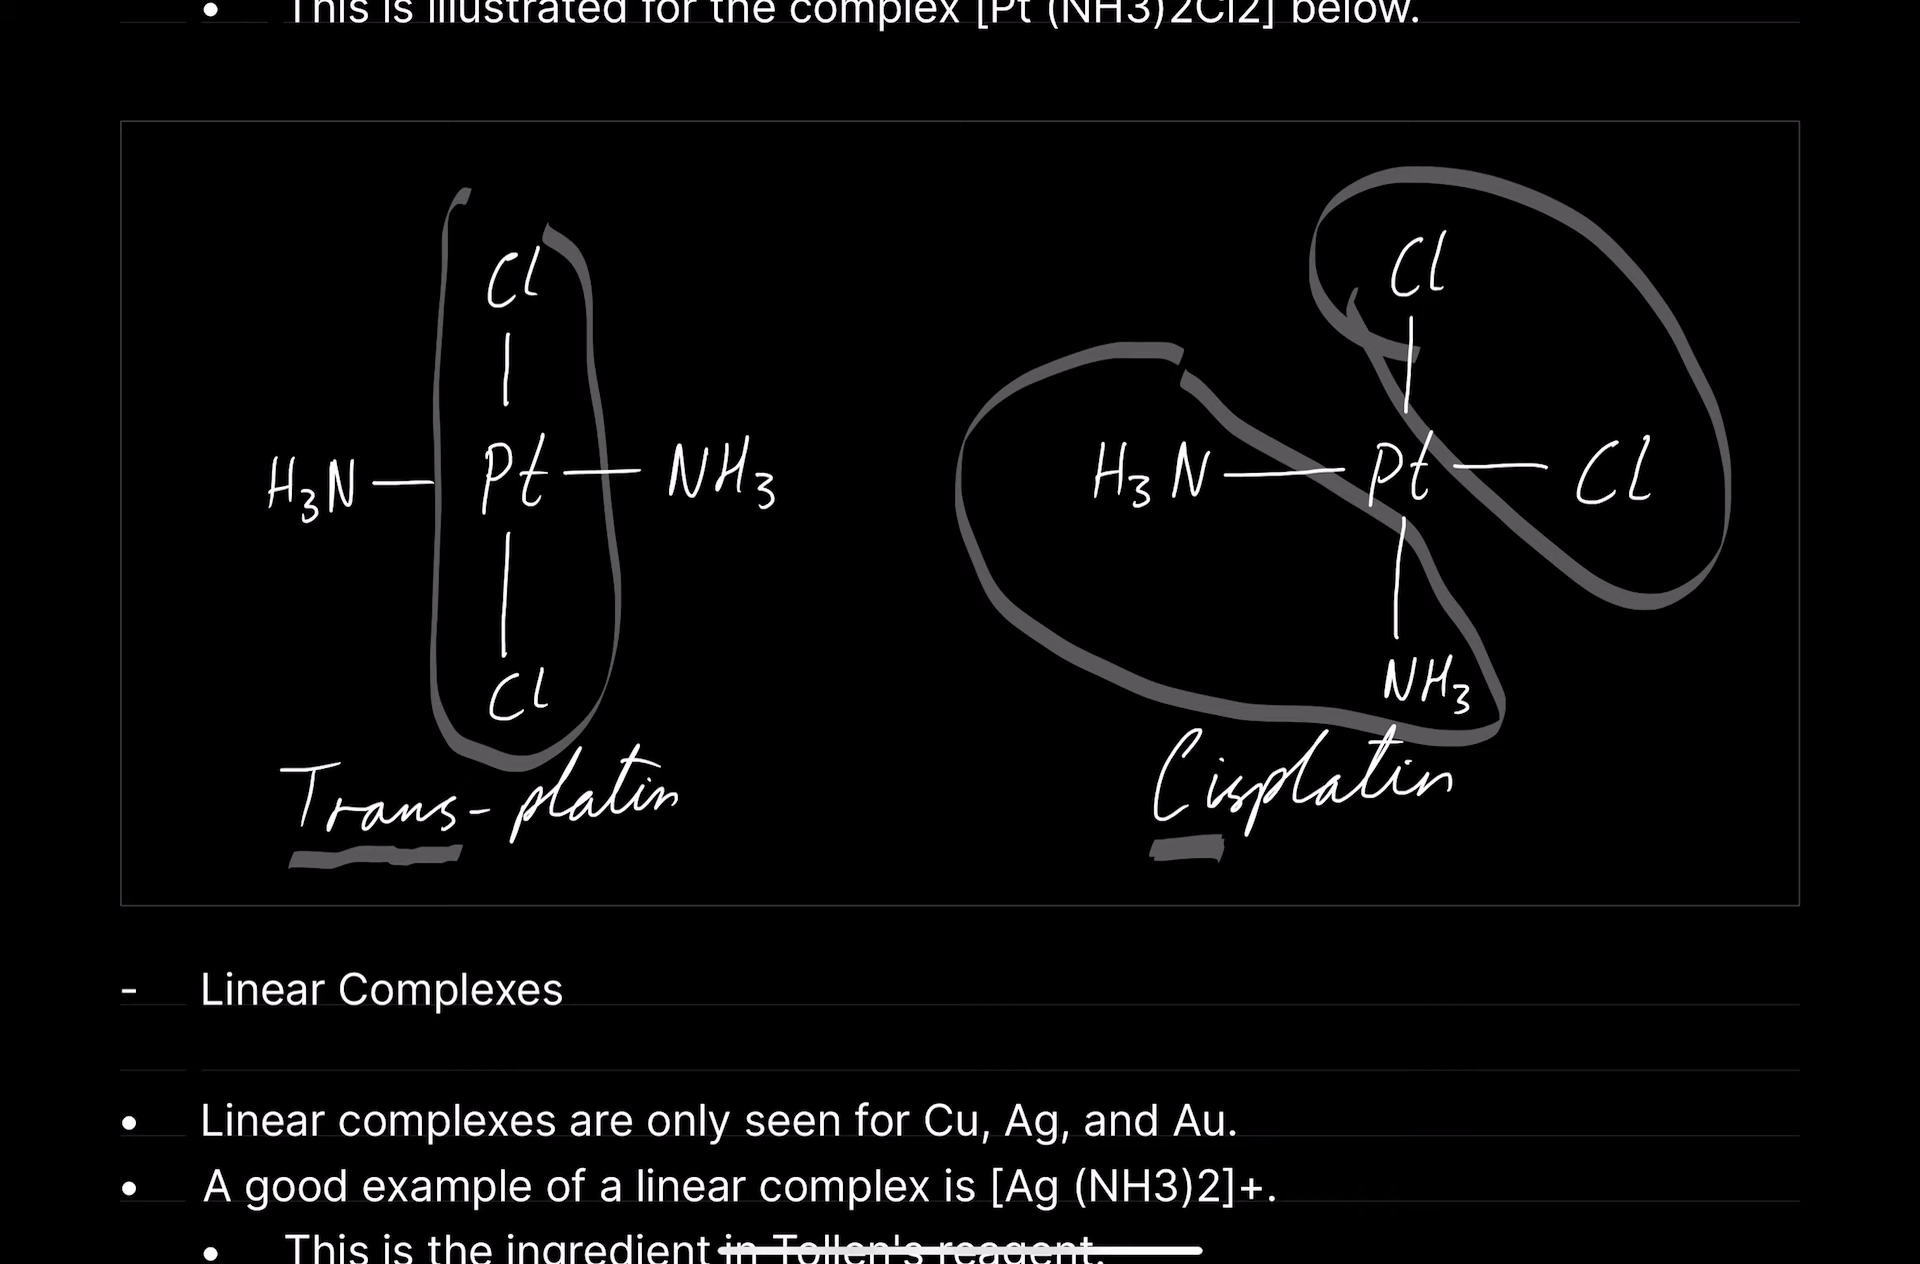 • This is illustrated for the complex [Pt (NH3)2Cl2] below.
Cl
H3N — Pt — NH3
Cl
Trans-platin
Cl
H3N — Pt — Cl
NH3
Cisplatin
- Linear Complexes
• Linear complexes are only seen for Cu, Ag, and Au.
• A good example of a linear complex is [Ag (NH3)2]+.
• This is the ingredient in Tollen's reagent.